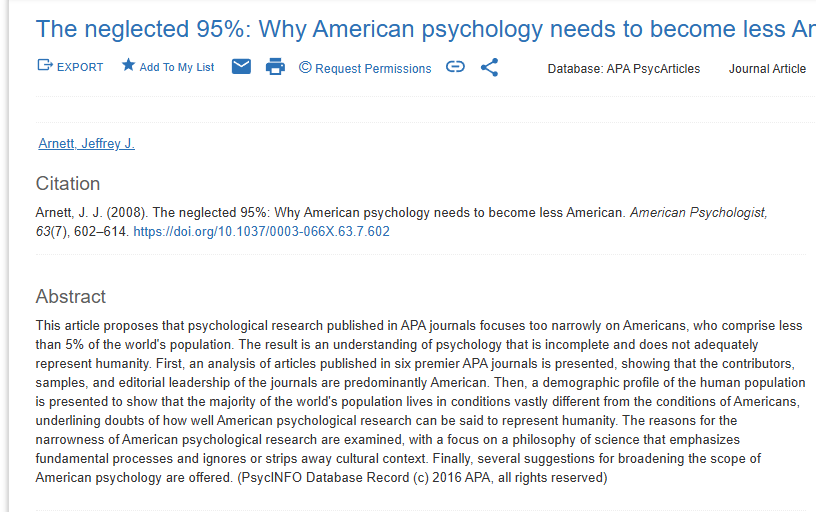 The neglected 95%: Why American psychology needs to become less Ar
EXPORT Add To My List © Request Permissions Database: APA PsycArticles Journal Article
Arnett, Jeffrey J.
Citation
Arnett, J. J. (2008). The neglected 95%: Why American psychology needs to become less American. American Psychologist,
63(7), 602–614. https://doi.org/10.1037/0003-066X.63.7.602
Abstract
This article proposes that psychological research published in APA journals focuses too narrowly on Americans, who comprise less
than 5% of the world's population. The result is an understanding of psychology that is incomplete and does not adequately
represent humanity. First, an analysis of articles published in six premier APA journals is presented, showing that the contributors,
samples, and editorial leadership of the journals are predominantly American. Then, a demographic profile of the human population
is presented to show that the majority of the world's population lives in conditions vastly different from the conditions of Americans,
underlining doubts of how well American psychological research can be said to represent humanity. The reasons for the
narrowness of American psychological research are examined, with a focus on a philosophy of science that emphasizes
fundamental processes and ignores or strips away cultural context. Finally, several suggestions for broadening the scope of
American psychology are offered. (PsycINFO Database Record (c) 2016 APA, all rights reserved)